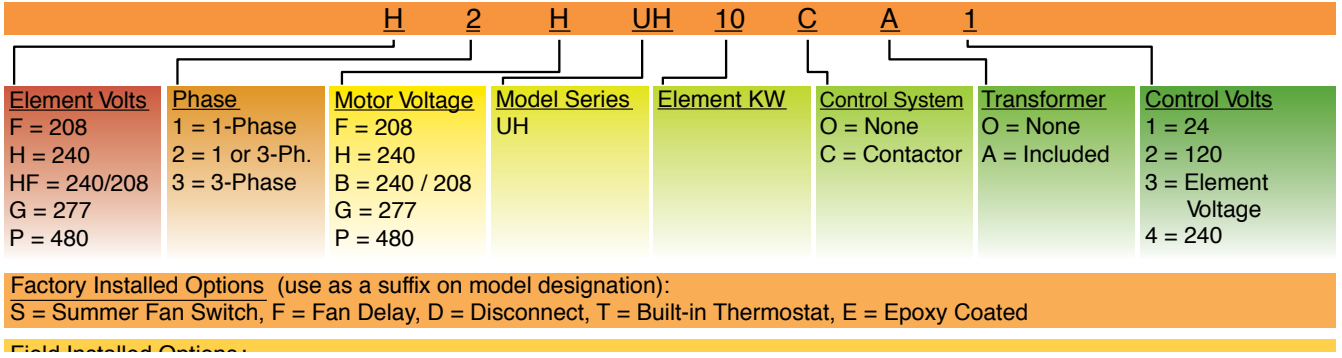 H 2 H UH 10 C A 1
Element Volts
F = 208
H = 240
HF = 240/208
G = 277
P = 480
Phase
1 = 1-Phase
2 = 1 or 3-Ph.
3 = 3-Phase
Motor Voltage
F = 208
H = 240
B = 240 / 208
G = 277
P = 480
Model Series
UH
Element KW
Control System
O = None
C = Contactor
Transformer
O = None
A = Included
Control Volts
1 = 24
2 = 120
3 = Element
Voltage
4 = 240
Factory Installed Options (use as a suffix on model designation):
S = Summer Fan Switch, F = Fan Delay, D = Disconnect, T = Built-in Thermostat, E = Epoxy Coated
Field Installed Options: